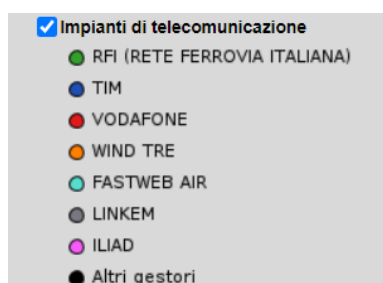 Impianti di telecomunicazione
RFI (RETE FERROVIA ITALIANA)
TIM
VODAFONE
WIND TRE
FASTWEB AIR
LINKEM
ILIAD
Altri gestori